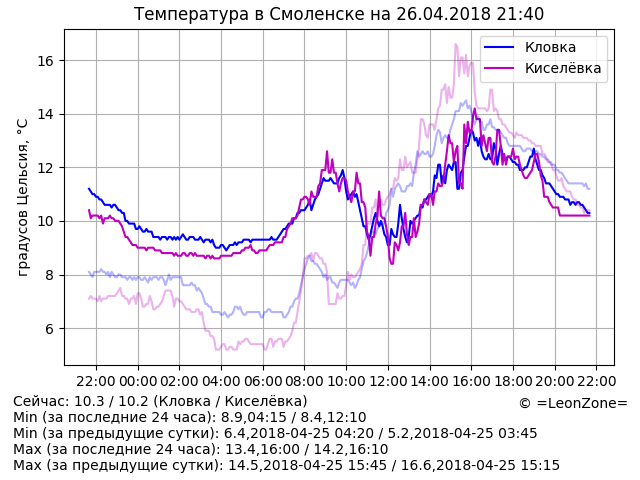 Температура в Смоленске на 26.04.2018 21:40
Кловка
Киселёвка
градусов Цельсия, °C
16
14
12
10
8
6
22:00 00:00 02:00 04:00 06:00 08:00 10:00 12:00 14:00 16:00 18:00 20:00 22:00
Сейчас: 10.3 / 10.2 (Кловка / Киселёвка)
© =LeonZone=
Min (за последние 24 часа): 8.9,04:15 / 8.4,12:10
Min (за предыдущие сутки): 6.4,2018-04-25 04:20 / 5.2,2018-04-25 03:45
Max (за последние 24 часа): 13.4,16:00 / 14.2,16:10
Max (за предыдущие сутки): 14.5,2018-04-25 15:45 / 16.6,2018-04-25 15:15